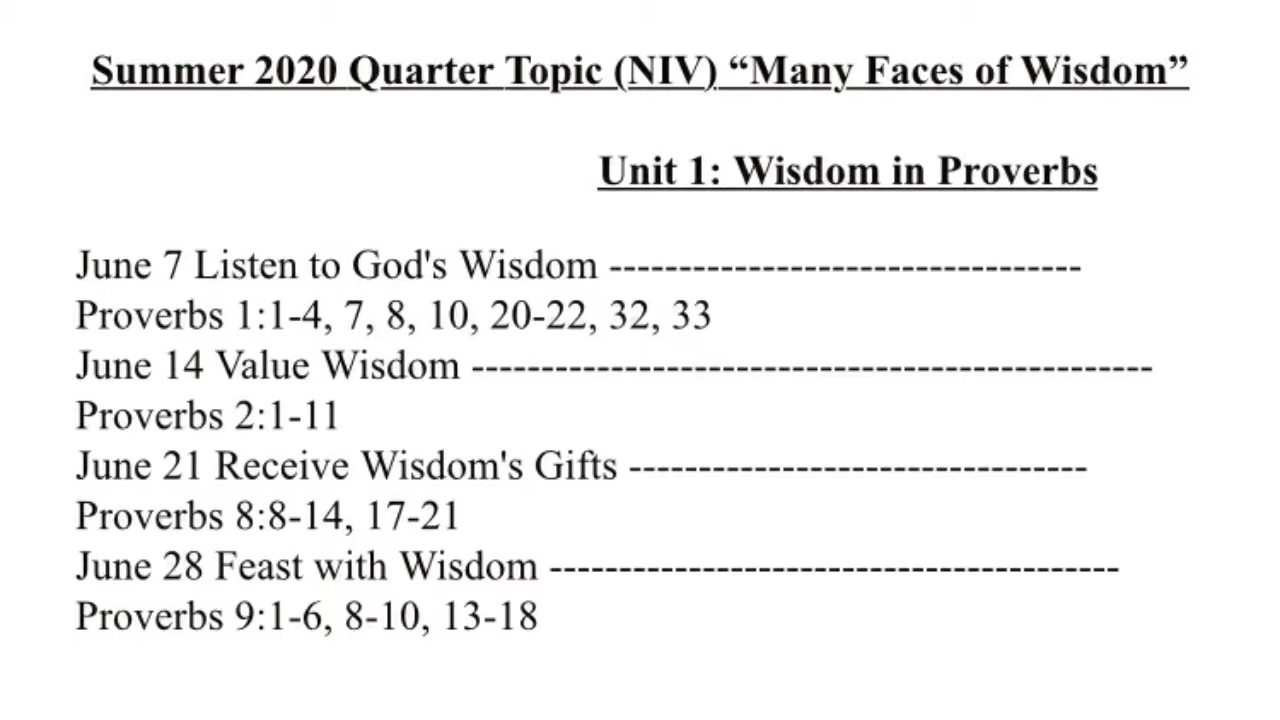 Summer 2020 Quarter Topic (NIV) “Many Faces of Wisdom”
Unit 1: Wisdom in Proverbs
June 7 Listen to God's Wisdom ----------------------------------
Proverbs 1:1-4, 7, 8, 10, 20-22, 32, 33
June 14 Value Wisdom -------------------------------------------------
Proverbs 2:1-11
June 21 Receive Wisdom's Gifts ---------------------------------
Proverbs 8:8-14, 17-21
June 28 Feast with Wisdom -----------------------------------------
Proverbs 9:1-6, 8-10, 13-18